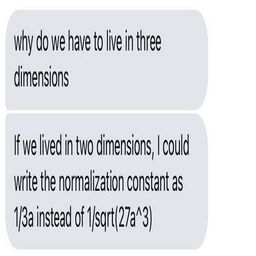 why do we have to live in three
dimensions
If we lived in two dimensions, I could
write the normalization constant as
1/3a instead of 1/sqrt(27a^3)